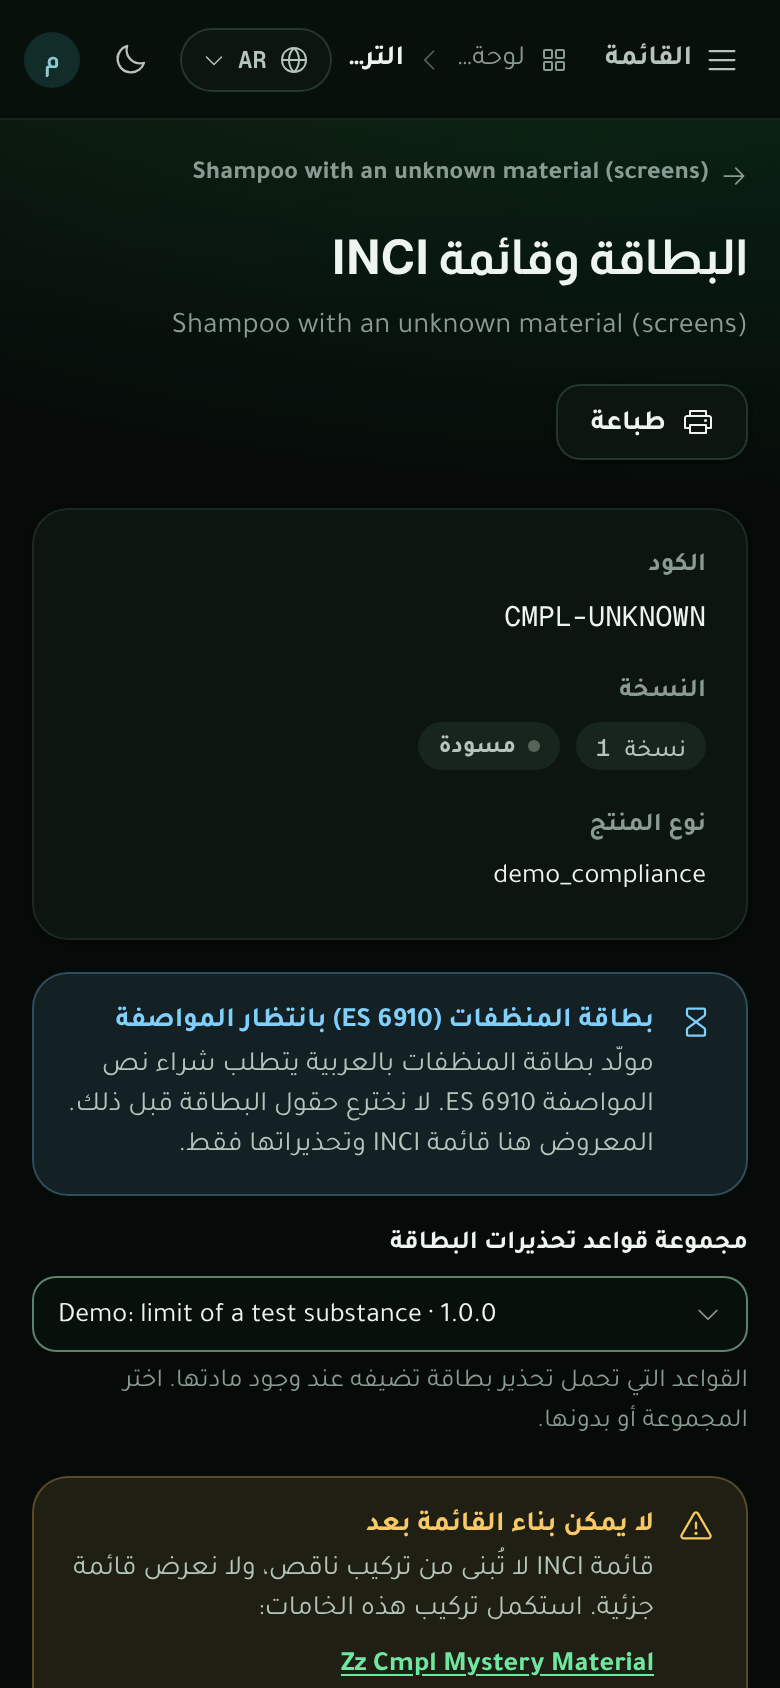 القائمة
لوحة...
التر...
AR
م
Shampoo with an unknown material (screens)
البطاقة وقائمة INCI
Shampoo with an unknown material (screens)
طباعة
الكود
CMPL-UNKNOWN
النسخة
نسخة 1
مسودة
نوع المنتج
demo_compliance
بطاقة المنظفات (ES 6910) بانتظار المواصفة
مولّد بطاقة المنظفات بالعربية يتطلب شراء نص
المواصفة ES 6910. لا نخترع حقول البطاقة قبل ذلك.
المعروض هنا قائمة INCI وتحذيراتها فقط.
مجموعة قواعد تحذيرات البطاقة
Demo: limit of a test substance · 1.0.0
القواعد التي تحمل تحذير بطاقة تضيفه عند وجود مادتها. اختر
المجموعة أو بدونها.
لا يمكن بناء القائمة بعد
قائمة INCI لا تُبنى من تركيب ناقص، ولا نعرض قائمة
جزئية. استكمل تركيب هذه الخامات:
Zz Cmpl Mystery Material